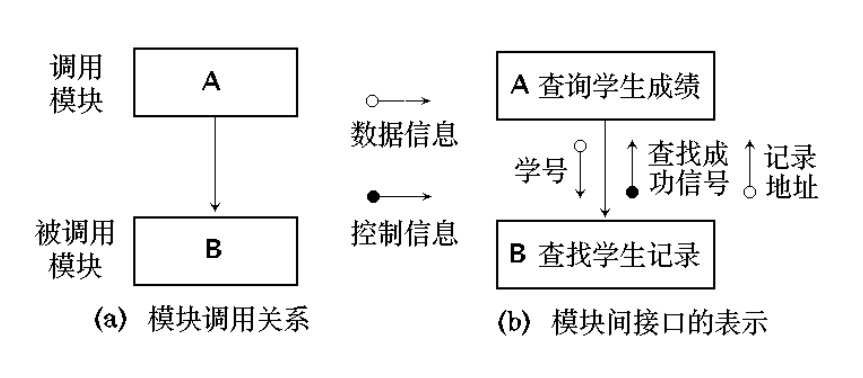 调用
模块
A
被调用
模块
B
(a) 模块调用关系
数据信息
控制信息
A 查询学生成绩
学号
查找成
功信号
记录
地址
B 查找学生记录
(b) 模块间接口的表示